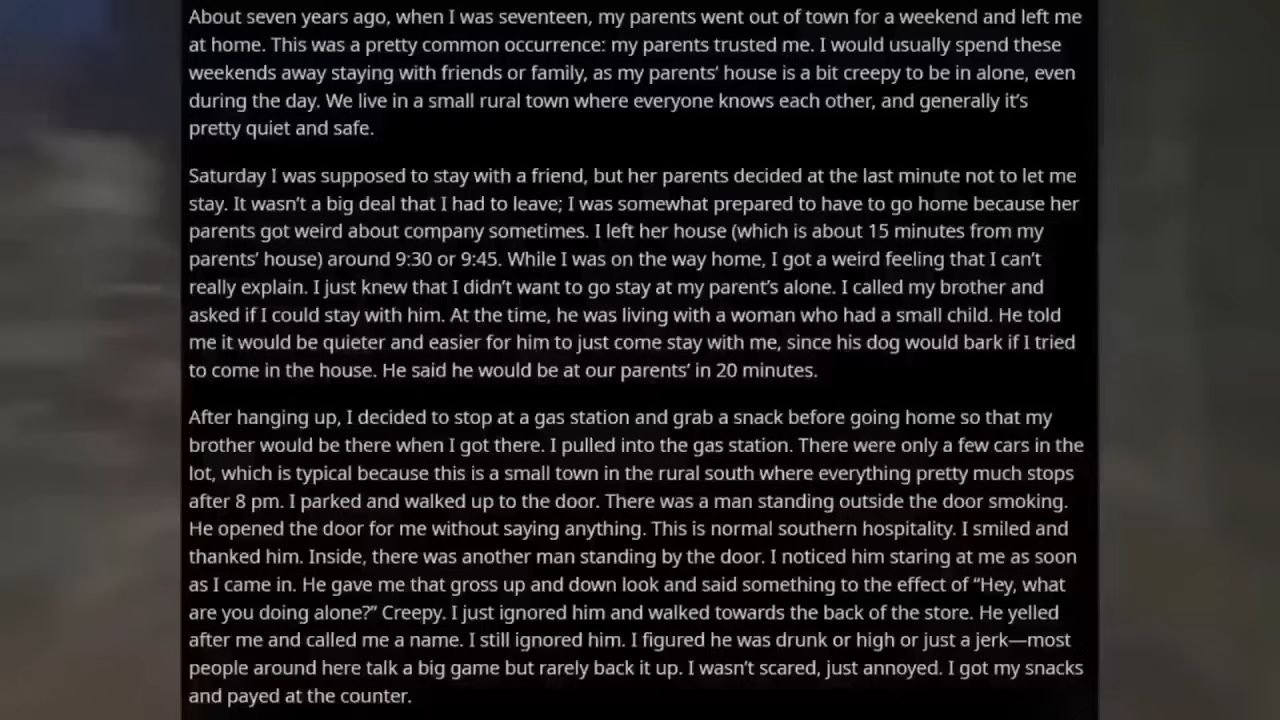 About seven years ago, when I was seventeen, my parents went out of town for a weekend and left me
at home. This was a pretty common occurrence: my parents trusted me. I would usually spend these
weekends away staying with friends or family, as my parents’ house is a bit creepy to be in alone, even
during the day. We live in a small rural town where everyone knows each other, and generally it’s
pretty quiet and safe.
Saturday I was supposed to stay with a friend, but her parents decided at the last minute not to let me
stay. It wasn’t a big deal that I had to leave; I was somewhat prepared to have to go home because her
parents got weird about company sometimes. I left her house (which is about 15 minutes from my
parents’ house) around 9:30 or 9:45. While I was on the way home, I got a weird feeling that I can’t
really explain. I just knew that I didn’t want to go stay at my parent’s alone. I called my brother and
asked if I could stay with him. At the time, he was living with a woman who had a small child. He told
me it would be quieter and easier for him to just come stay with me, since his dog would bark if I tried
to come in the house. He said he would be at our parents’ in 20 minutes.
After hanging up, I decided to stop at a gas station and grab a snack before going home so that my
brother would be there when I got there. I pulled into the gas station. There were only a few cars in the
lot, which is typical because this is a small town in the rural south where everything pretty much stops
after 8 pm. I parked and walked up to the door. There was a man standing outside the door smoking.
He opened the door for me without saying anything. This is normal southern hospitality. I smiled and
thanked him. Inside, there was another man standing by the door. I noticed him staring at me as soon
as I came in. He gave me that gross up and down look and said something to the effect of “Hey, what
are you doing alone?” Creepy. I just ignored him and walked towards the back of the store. He yelled
after me and called me a name. I still ignored him. I figured he was drunk or high or just a jerk—most
people around here talk a big game but rarely back it up. I wasn’t scared, just annoyed. I got my snacks
and payed at the counter.